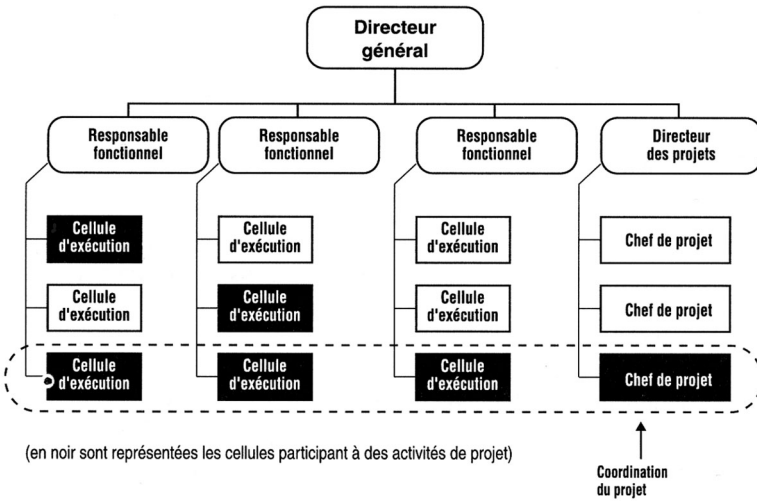 Directeur
général
Responsable
fonctionnel
Responsable
fonctionnel
Responsable
fonctionnel
Directeur
des projets
Cellule
d'exécution
Cellule
d'exécution
Cellule
d'exécution
Chef de projet
Cellule
d'exécution
Cellule
d'exécution
Cellule
d'exécution
Chef de projet
Cellule
d'exécution
Cellule
d'exécution
Cellule
d'exécution
Chef de projet
(en noir sont représentées les cellules participant à des activités de projet)
Coordination
du projet